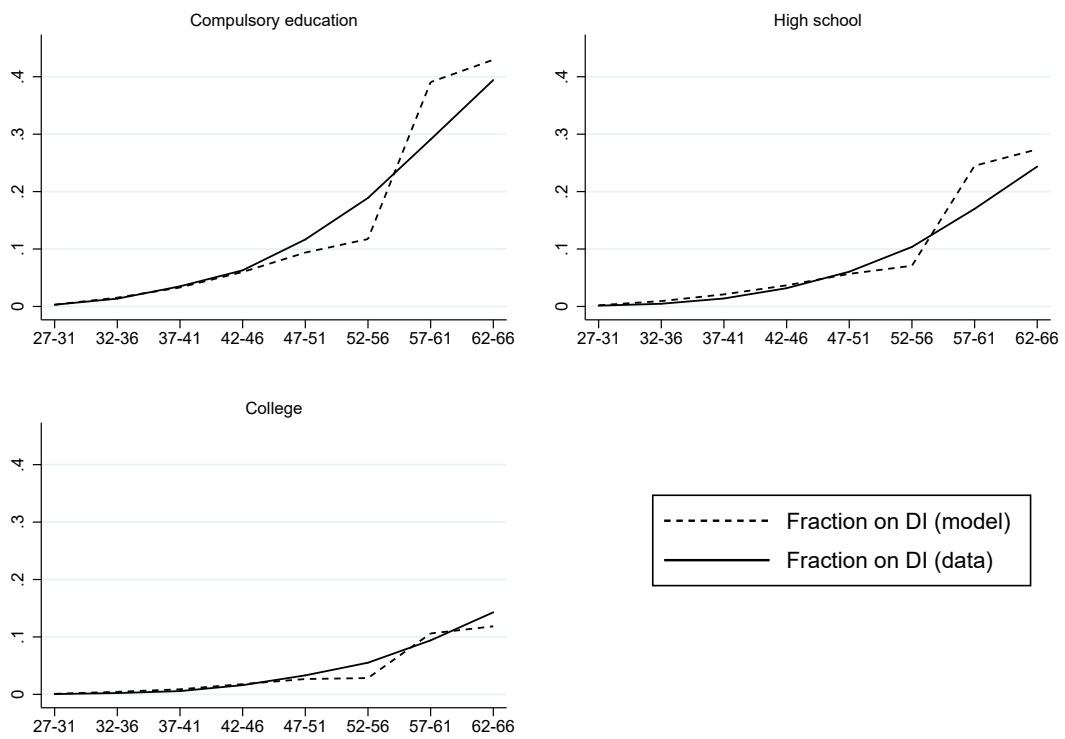 Compulsory education
.4
.3
.2
.1
0
27-31 32-36 37-41 42-46 47-51 52-56 57-61 62-66
High school
.4
.3
.2
.1
0
27-31 32-36 37-41 42-46 47-51 52-56 57-61 62-66
College
.4
.3
.2
.1
0
27-31 32-36 37-41 42-46 47-51 52-56 57-61 62-66
Fraction on DI (model)
Fraction on DI (data)